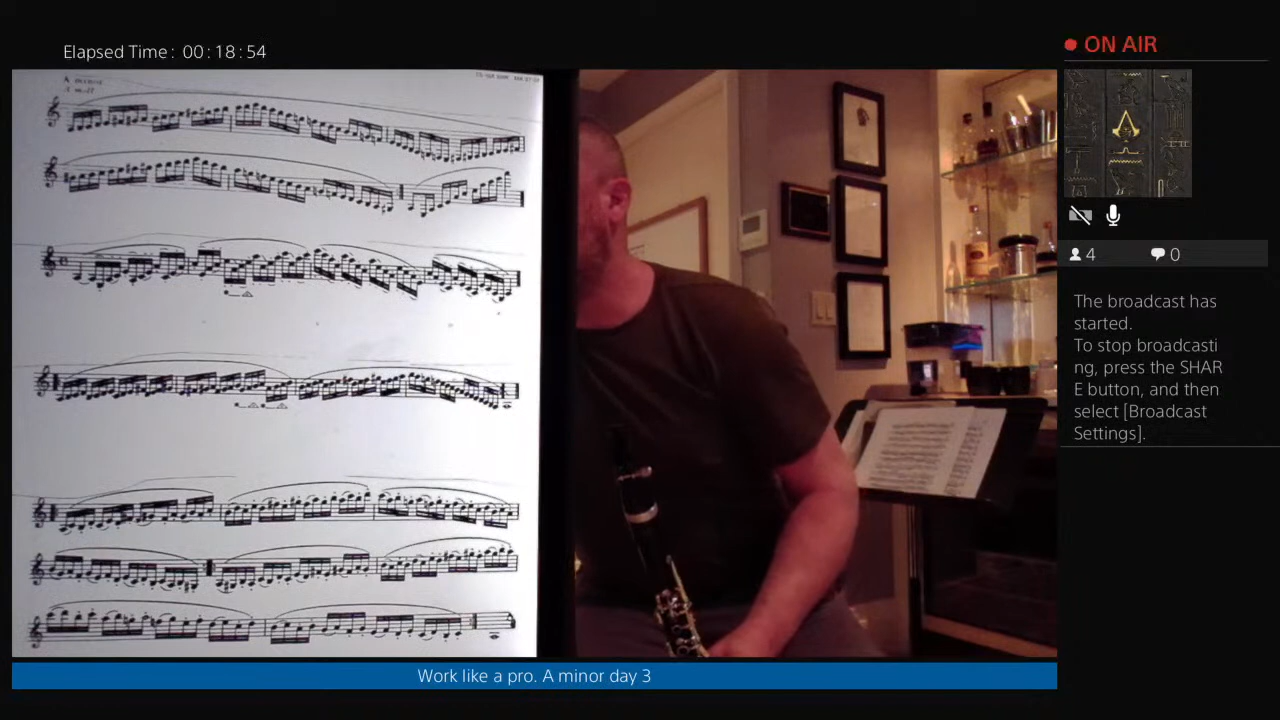 Elapsed Time: 00:18:54
ON AIR
4
0
The broadcast has
started.
To stop broadcasti
ng, press the SHAR
E button, and then
select [Broadcast
Settings].
Work like a pro. A minor day 3